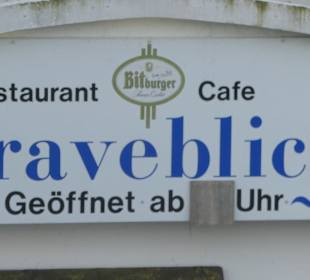 staurant Bitburger Cafe
raveblic
Geöffnet ab Uhr